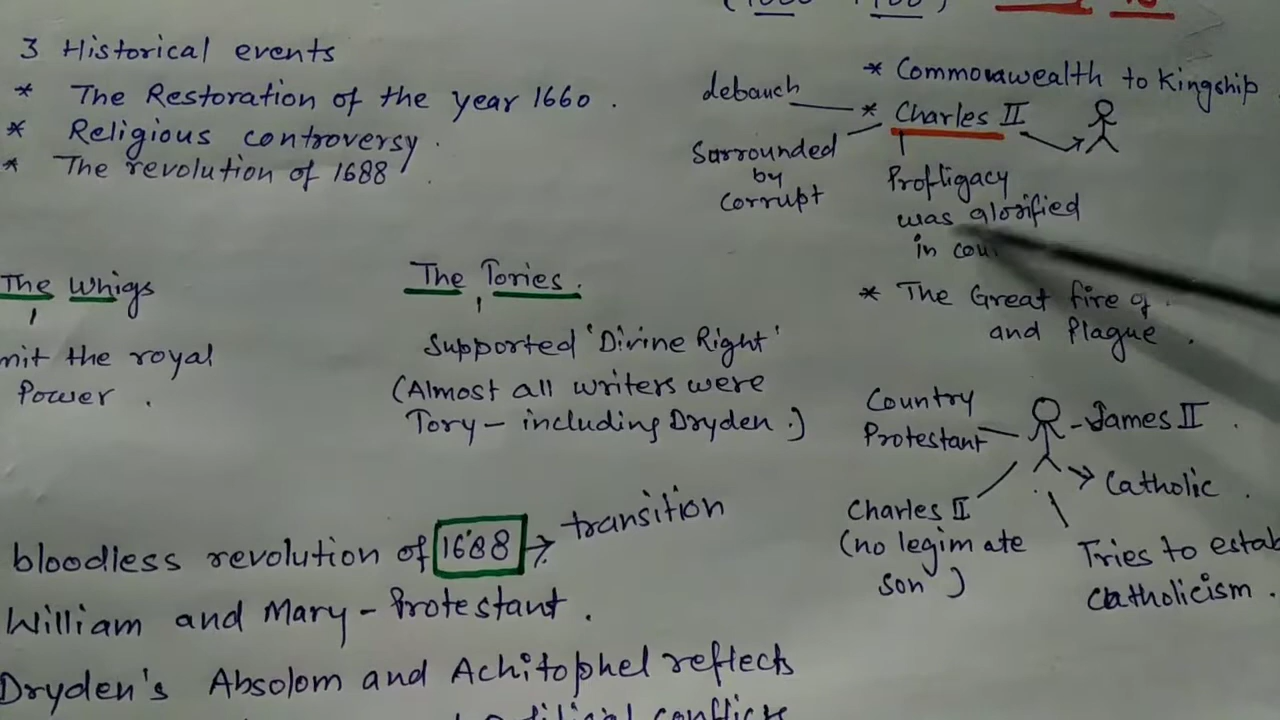 3 Historical events
* The Restoration of the year 1660 .
* Religious controversy .
* The revolution of 1688 .
* Commonwealth to Kingship
debauch
* Charles II
Surrounded
by
corrupt
Profligacy
was glorified
in cou
* The Great fire of
and Plague .
The Whigs
mit the royal
Power .
The Tories .
Supported 'Divine Right'
(Almost all writers were
Tory - including Dryden .)
Country
Protestant
- James II .
Catholic .
Charles II
(no legimate
son )
Tries to estab
Catholicism .
bloodless revolution of 1688 transition
William and Mary - Protestant .
Dryden's Absolom and Achitophel reflects
conflicts